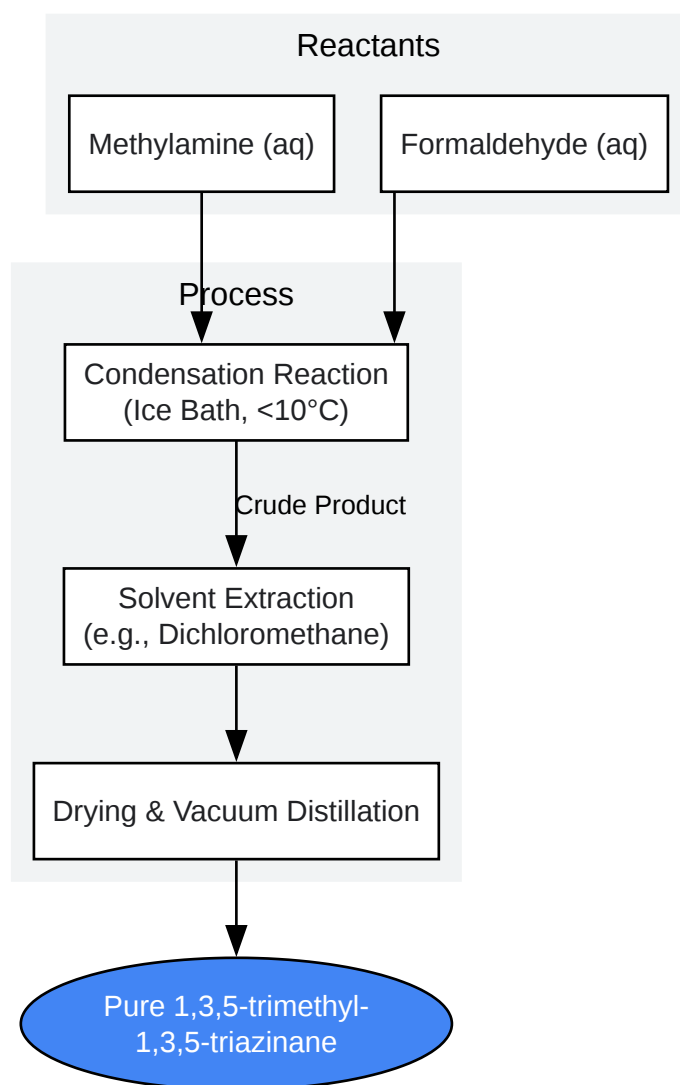 Reactants
Methylamine (aq)
Formaldehyde (aq)
Process
Condensation Reaction
(Ice Bath, <10°C)
Crude Product
Solvent Extraction
(e.g., Dichloromethane)
Drying & Vacuum Distillation
Pure 1,3,5-trimethyl-
1,3,5-triazinane